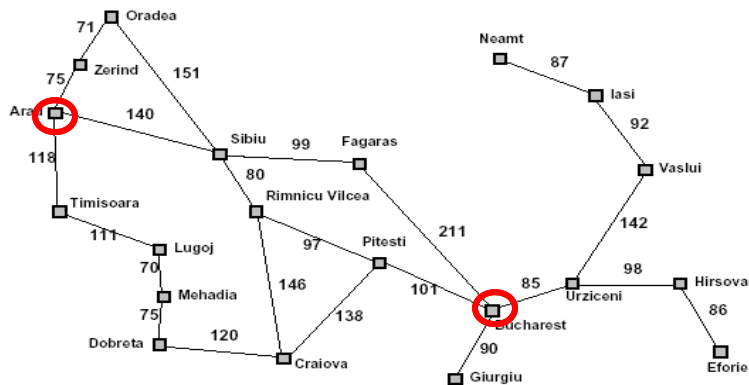 Oradea
71
Neamt
Zerind
87
75
151
Iasi
Arad
140
92
Sibiu
99
Fagaras
118
80
Vaslui
Timisoara
Rimnicu Vilcea
111
97
Pitesti
211
142
Lugoj
70
146
101
85
98
Hirsova
Mehadia
Urziceni
75
138
Bucharest
86
120
Dobreta
90
Craiova
Eforie
Giurgiu